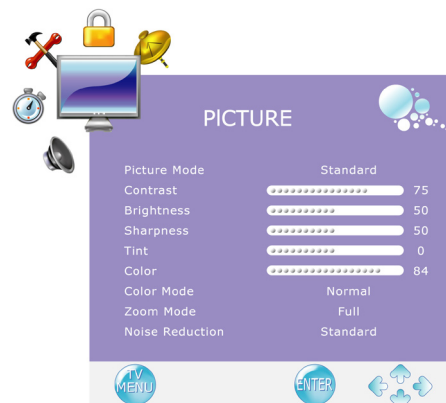 PICTURE
Picture Mode Standard
Contrast 75
Brightness 50
Sharpness 50
Tint 0
Color 84
Color Mode Normal
Zoom Mode Full
Noise Reduction Standard
TV MENU ENTER